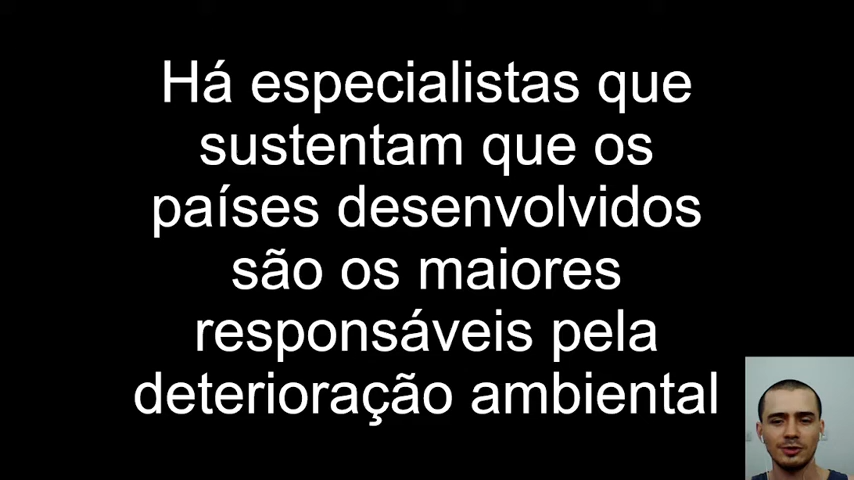 Há especialistas que
sustentam que os
países desenvolvidos
são os maiores
responsáveis pela
deterioração ambiental